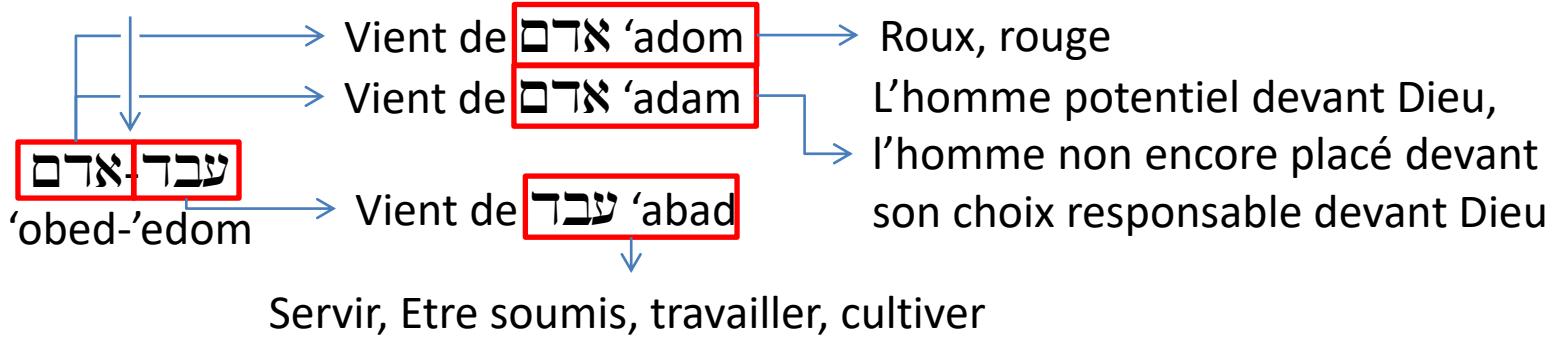 Vient de אדם ‘adom Roux, rouge
Vient de אדם ‘adam L’homme potentiel devant Dieu,
l’homme non encore placé devant
son choix responsable devant Dieu
עבד-אדם
‘obed-’edom
Vient de עבד ‘abad
Servir, Etre soumis, travailler, cultiver